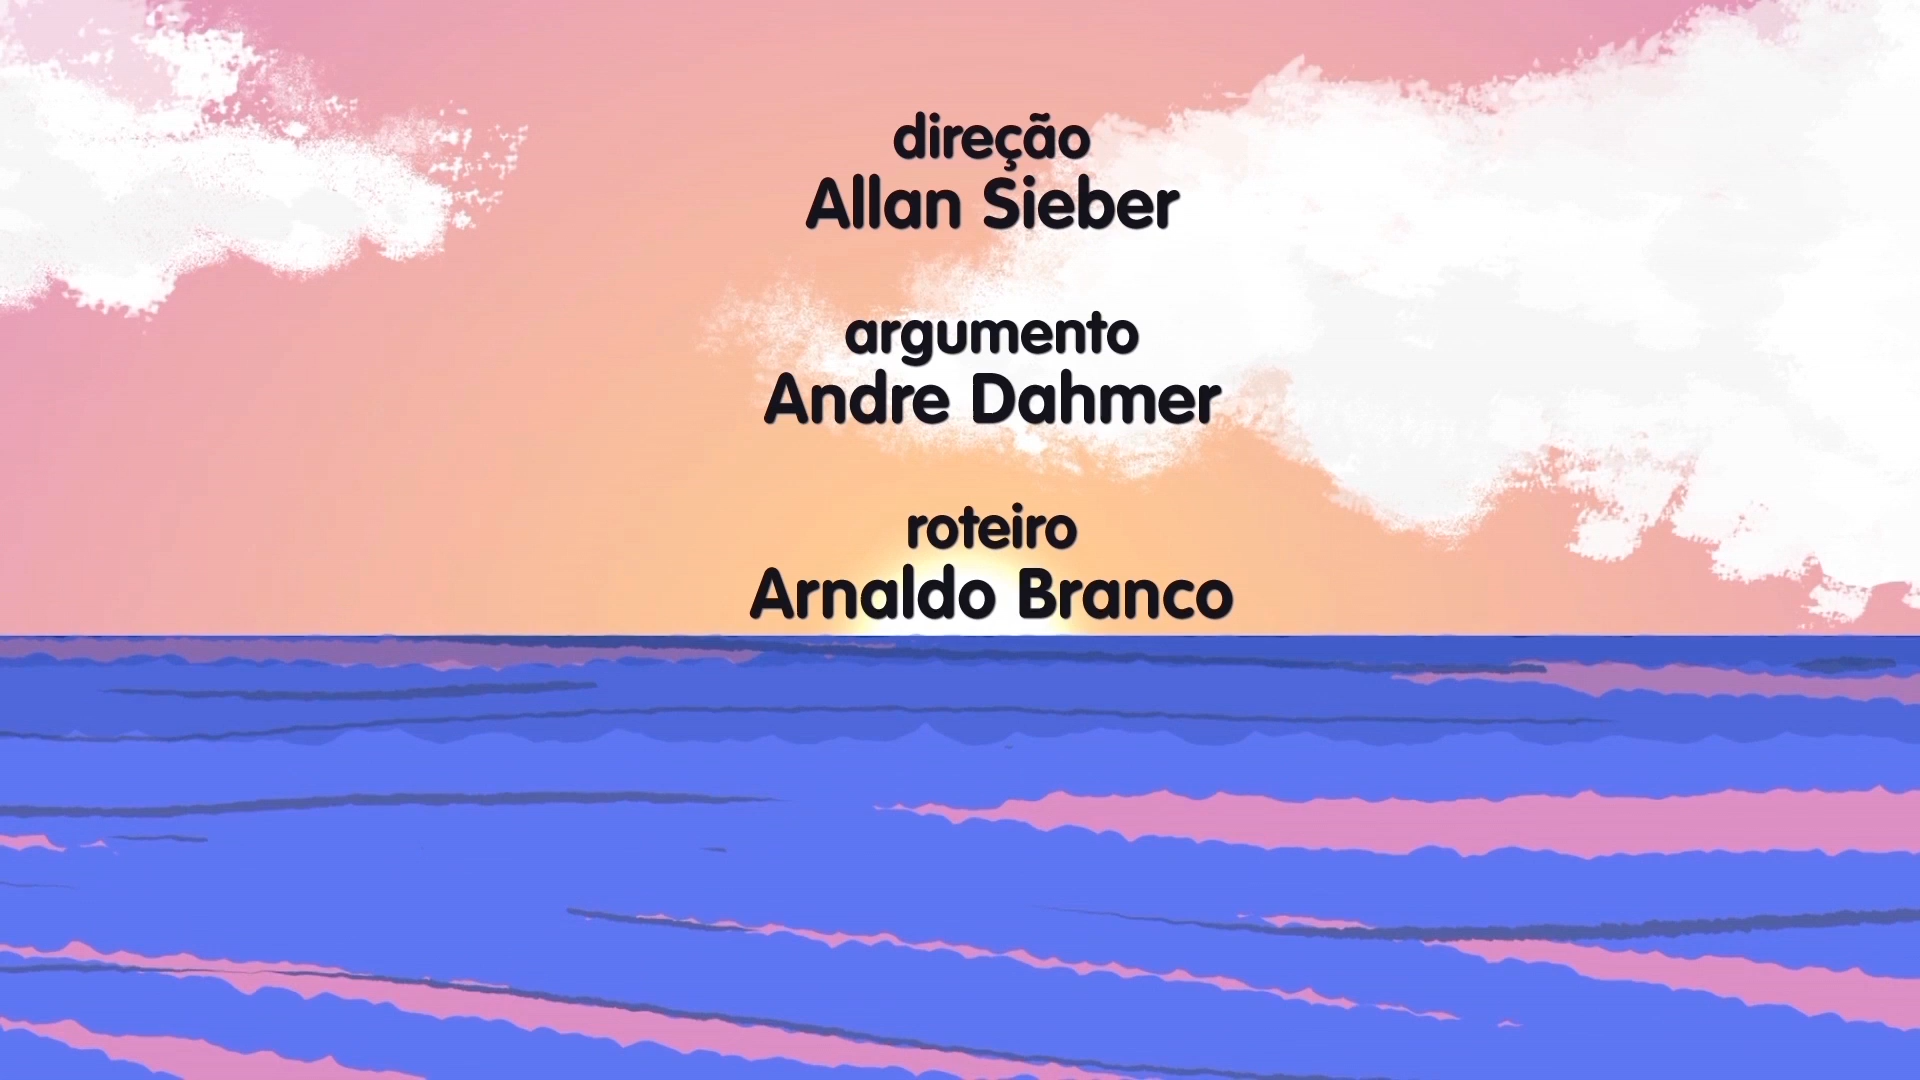 direção
Allan Sieber
argumento
Andre Dahmer
roteiro
Arnaldo Branco